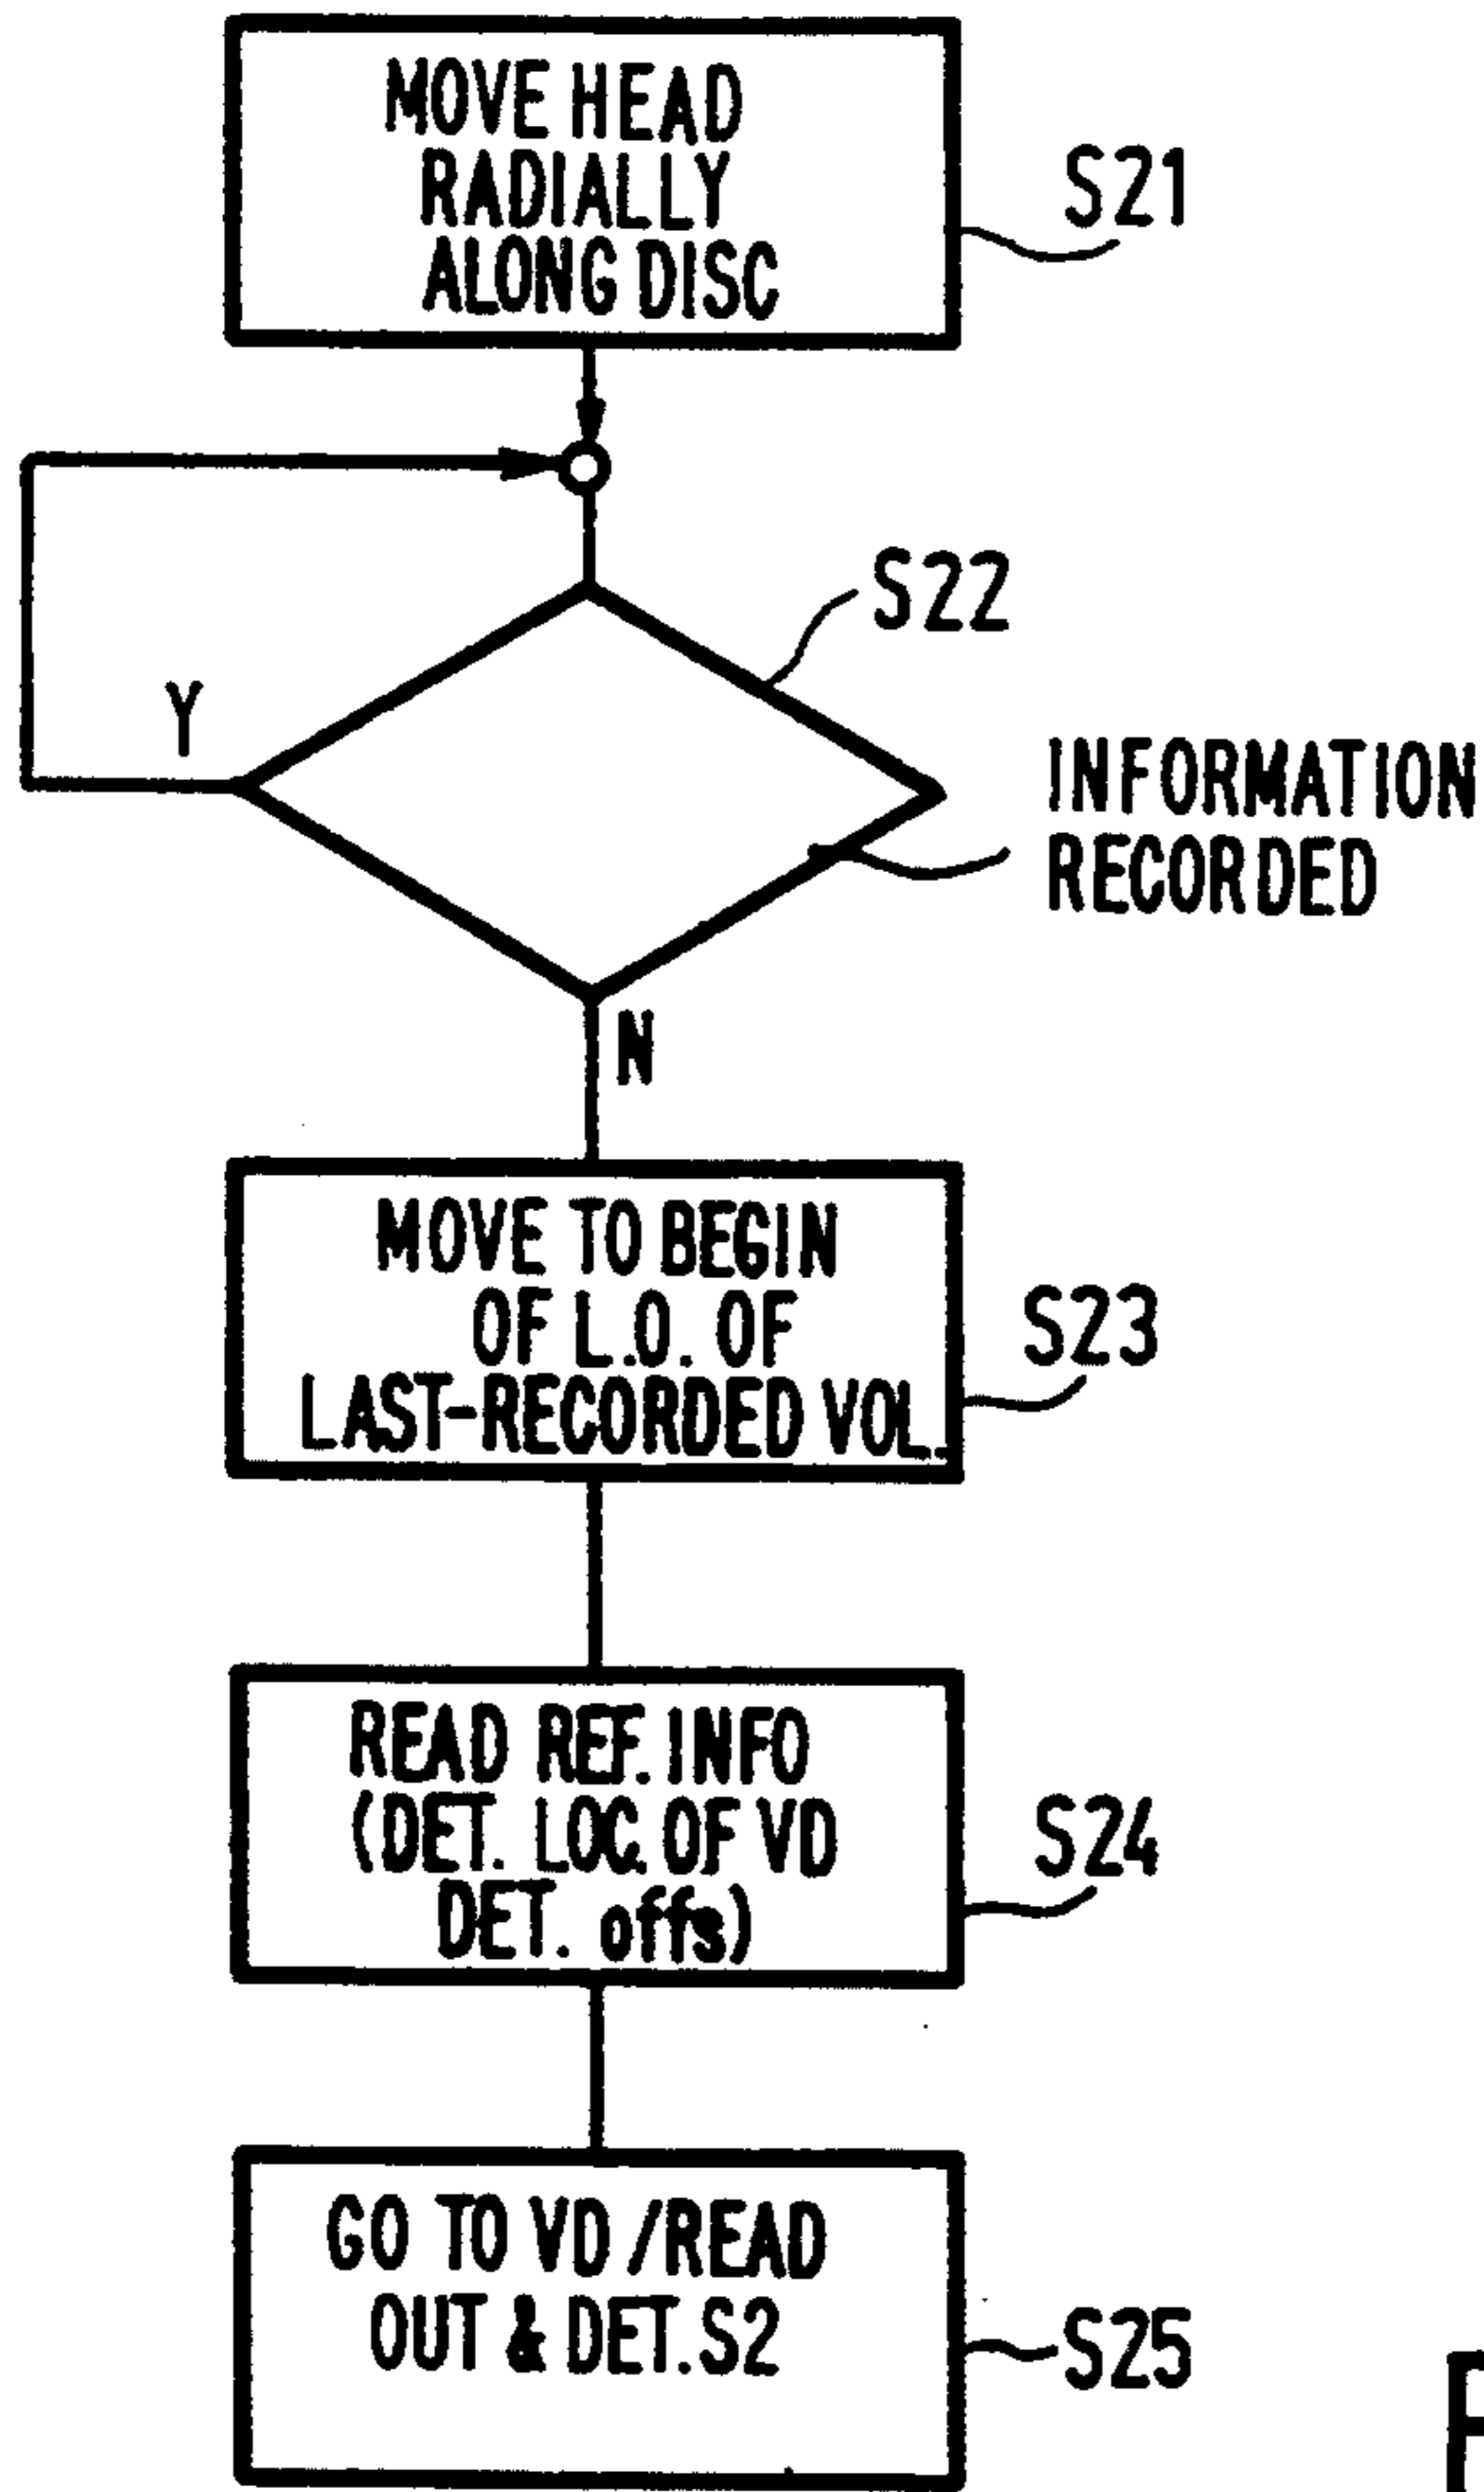 MOVE HEAD
RADIALLY
ALONG DISC
S21
S22
Y
INFORMATION
RECORDED
N
MOVE TO BEGIN
OF L.O. OF
LAST-RECORDED VOL.
S23
READ REF. INFO
(DET. LOC. OF VD
DET. offs)
S24
GO TO VD/READ
OUT & DET. S2
S25